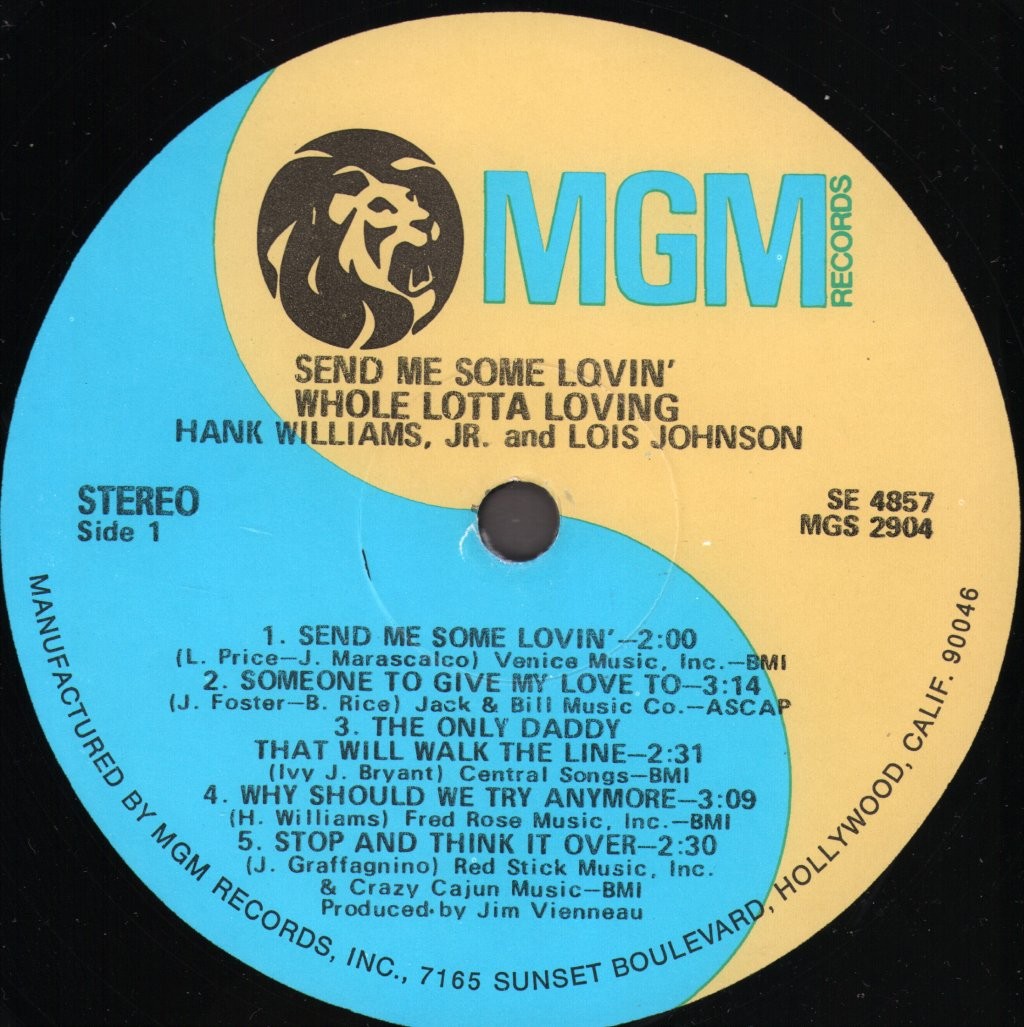 MGM RECORDS
SEND ME SOME LOVIN'
WHOLE LOTTA LOVING
HANK WILLIAMS, JR. and LOIS JOHNSON
STEREO
Side 1
SE 4857
MGS 2904
1. SEND ME SOME LOVIN'—2:00
(L. Price—J. Marascalco) Venice Music, Inc.—BMI
2. SOMEONE TO GIVE MY LOVE TO—3:14
(J. Foster—B. Rice) Jack & Bill Music Co.—ASCAP
3. THE ONLY DADDY
THAT WILL WALK THE LINE—2:31
(Ivy J. Bryant) Central Songs—BMI
4. WHY SHOULD WE TRY ANYMORE—3:09
(H. Williams) Fred Rose Music, Inc.—BMI
5. STOP AND THINK IT OVER—2:30
(J. Graffagnino) Red Stick Music, Inc.
& Crazy Cajun Music—BMI
Produced by Jim Vienneau
MANUFACTURED BY MGM RECORDS, INC., 7165 SUNSET BOULEVARD, HOLLYWOOD, CALIF. 90046